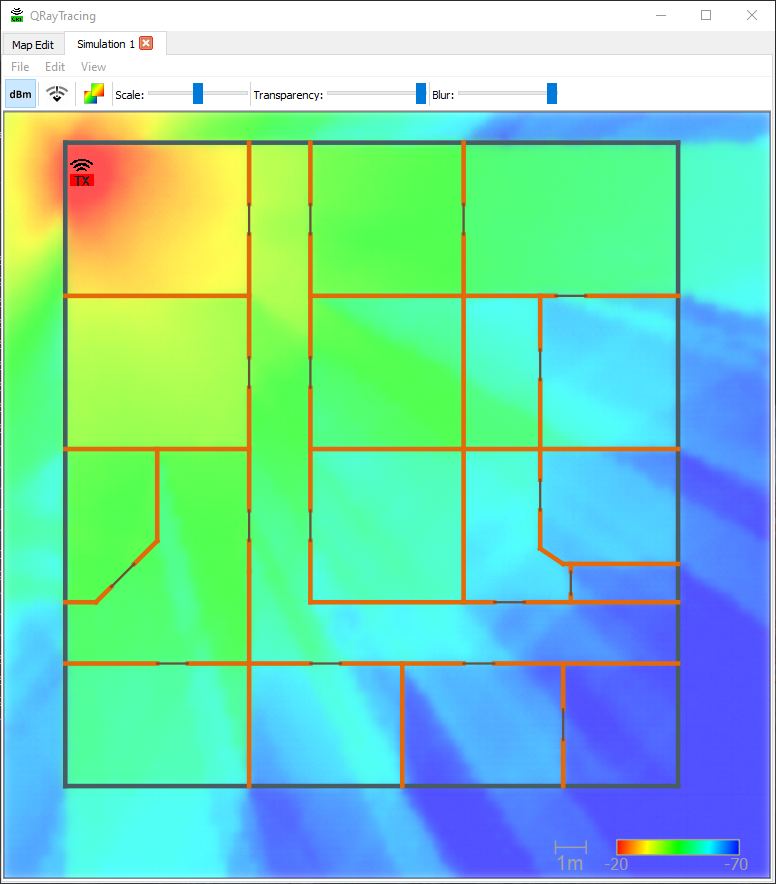 QRayTracing
Map Edit
Simulation 1
File Edit View
dBm Scale: Transparency: Blur:
TX
1m -20 -70